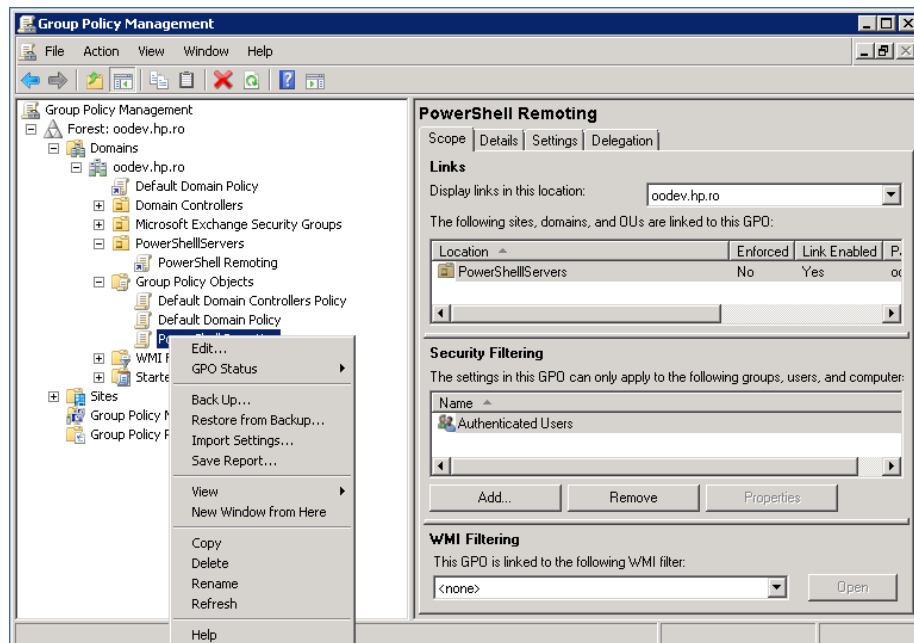 Group Policy Management
File Action View Window Help
Group Policy Management
Forest: oodev.hp.ro
Domains
oodev.hp.ro
Default Domain Policy
Domain Controllers
Microsoft Exchange Security Groups
PowerShelllServers
PowerShell Remoting
Group Policy Objects
Default Domain Controllers Policy
Default Domain Policy
WMI
Starte
Sites
Group Policy M
Group Policy R
Edit...
GPO Status
Back Up...
Restore from Backup...
Import Settings...
Save Report...
View
New Window from Here
Copy
Delete
Rename
Refresh
Help
PowerShell Remoting
Scope Details Settings Delegation
Links
Display links in this location: oodev.hp.ro
The following sites, domains, and OUs are linked to this GPO:
Location Enforced Link Enabled
PowerShelllServers No Yes
Security Filtering
The settings in this GPO can only apply to the following groups, users, and computer
Name
Authenticated Users
Add... Remove Properties
WMI Filtering
This GPO is linked to the following WMI filter:
<none> Open